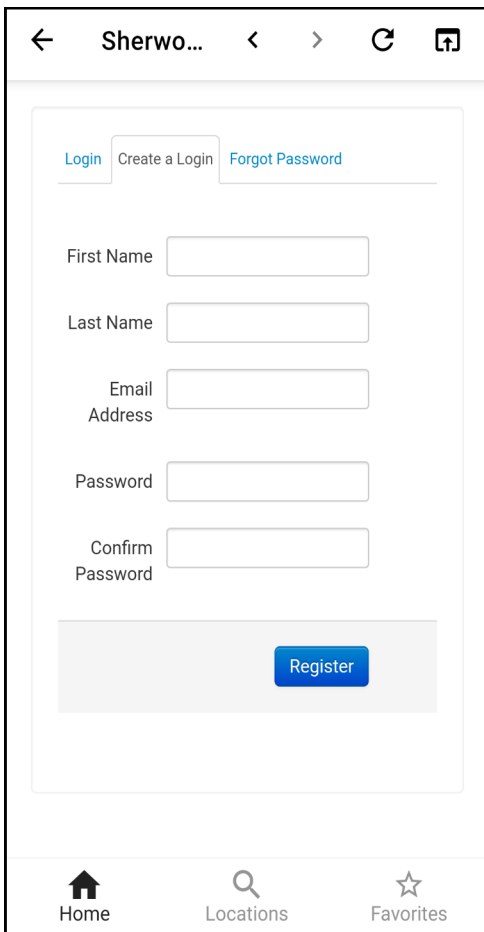 Sherwo...
Login Create a Login Forgot Password
First Name
Last Name
Email
Address
Password
Confirm
Password
Register
Home Locations Favorites